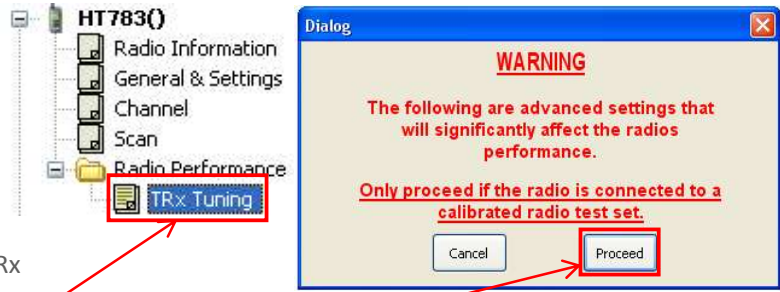 HT783()
Radio Information
General & Settings
Channel
Scan
Radio Performance
TRx Tuning
Rx
Dialog
WARNING
The following are advanced settings that
will significantly affect the radios
performance.
Only proceed if the radio is connected to a
calibrated radio test set.
Cancel
Proceed